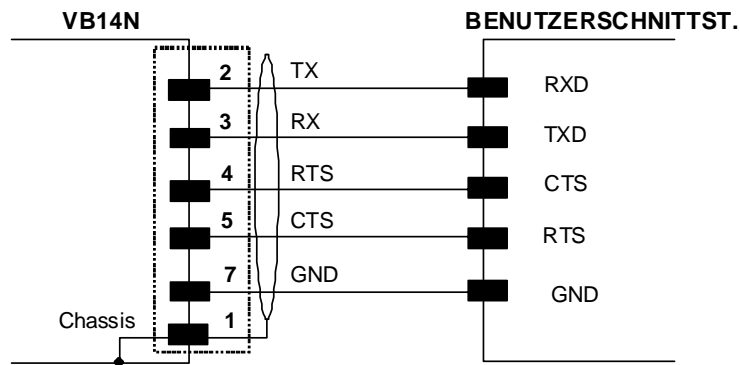 VB14N BENUTZERSCHNITTST.
2 TX RXD
3 RX TXD
4 RTS CTS
5 CTS RTS
7 GND GND
Chassis 1